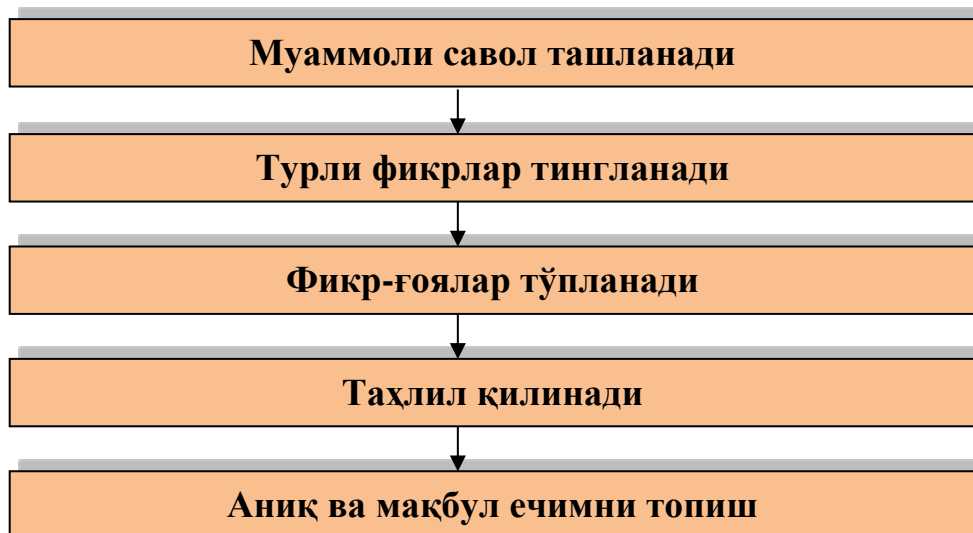 Муаммоли савол ташланади
Турли фикрлар тингланади
Фикр-ғоялар тўпланади
Таҳлил қилинади
Аниқ ва мақбул ечимни топиш